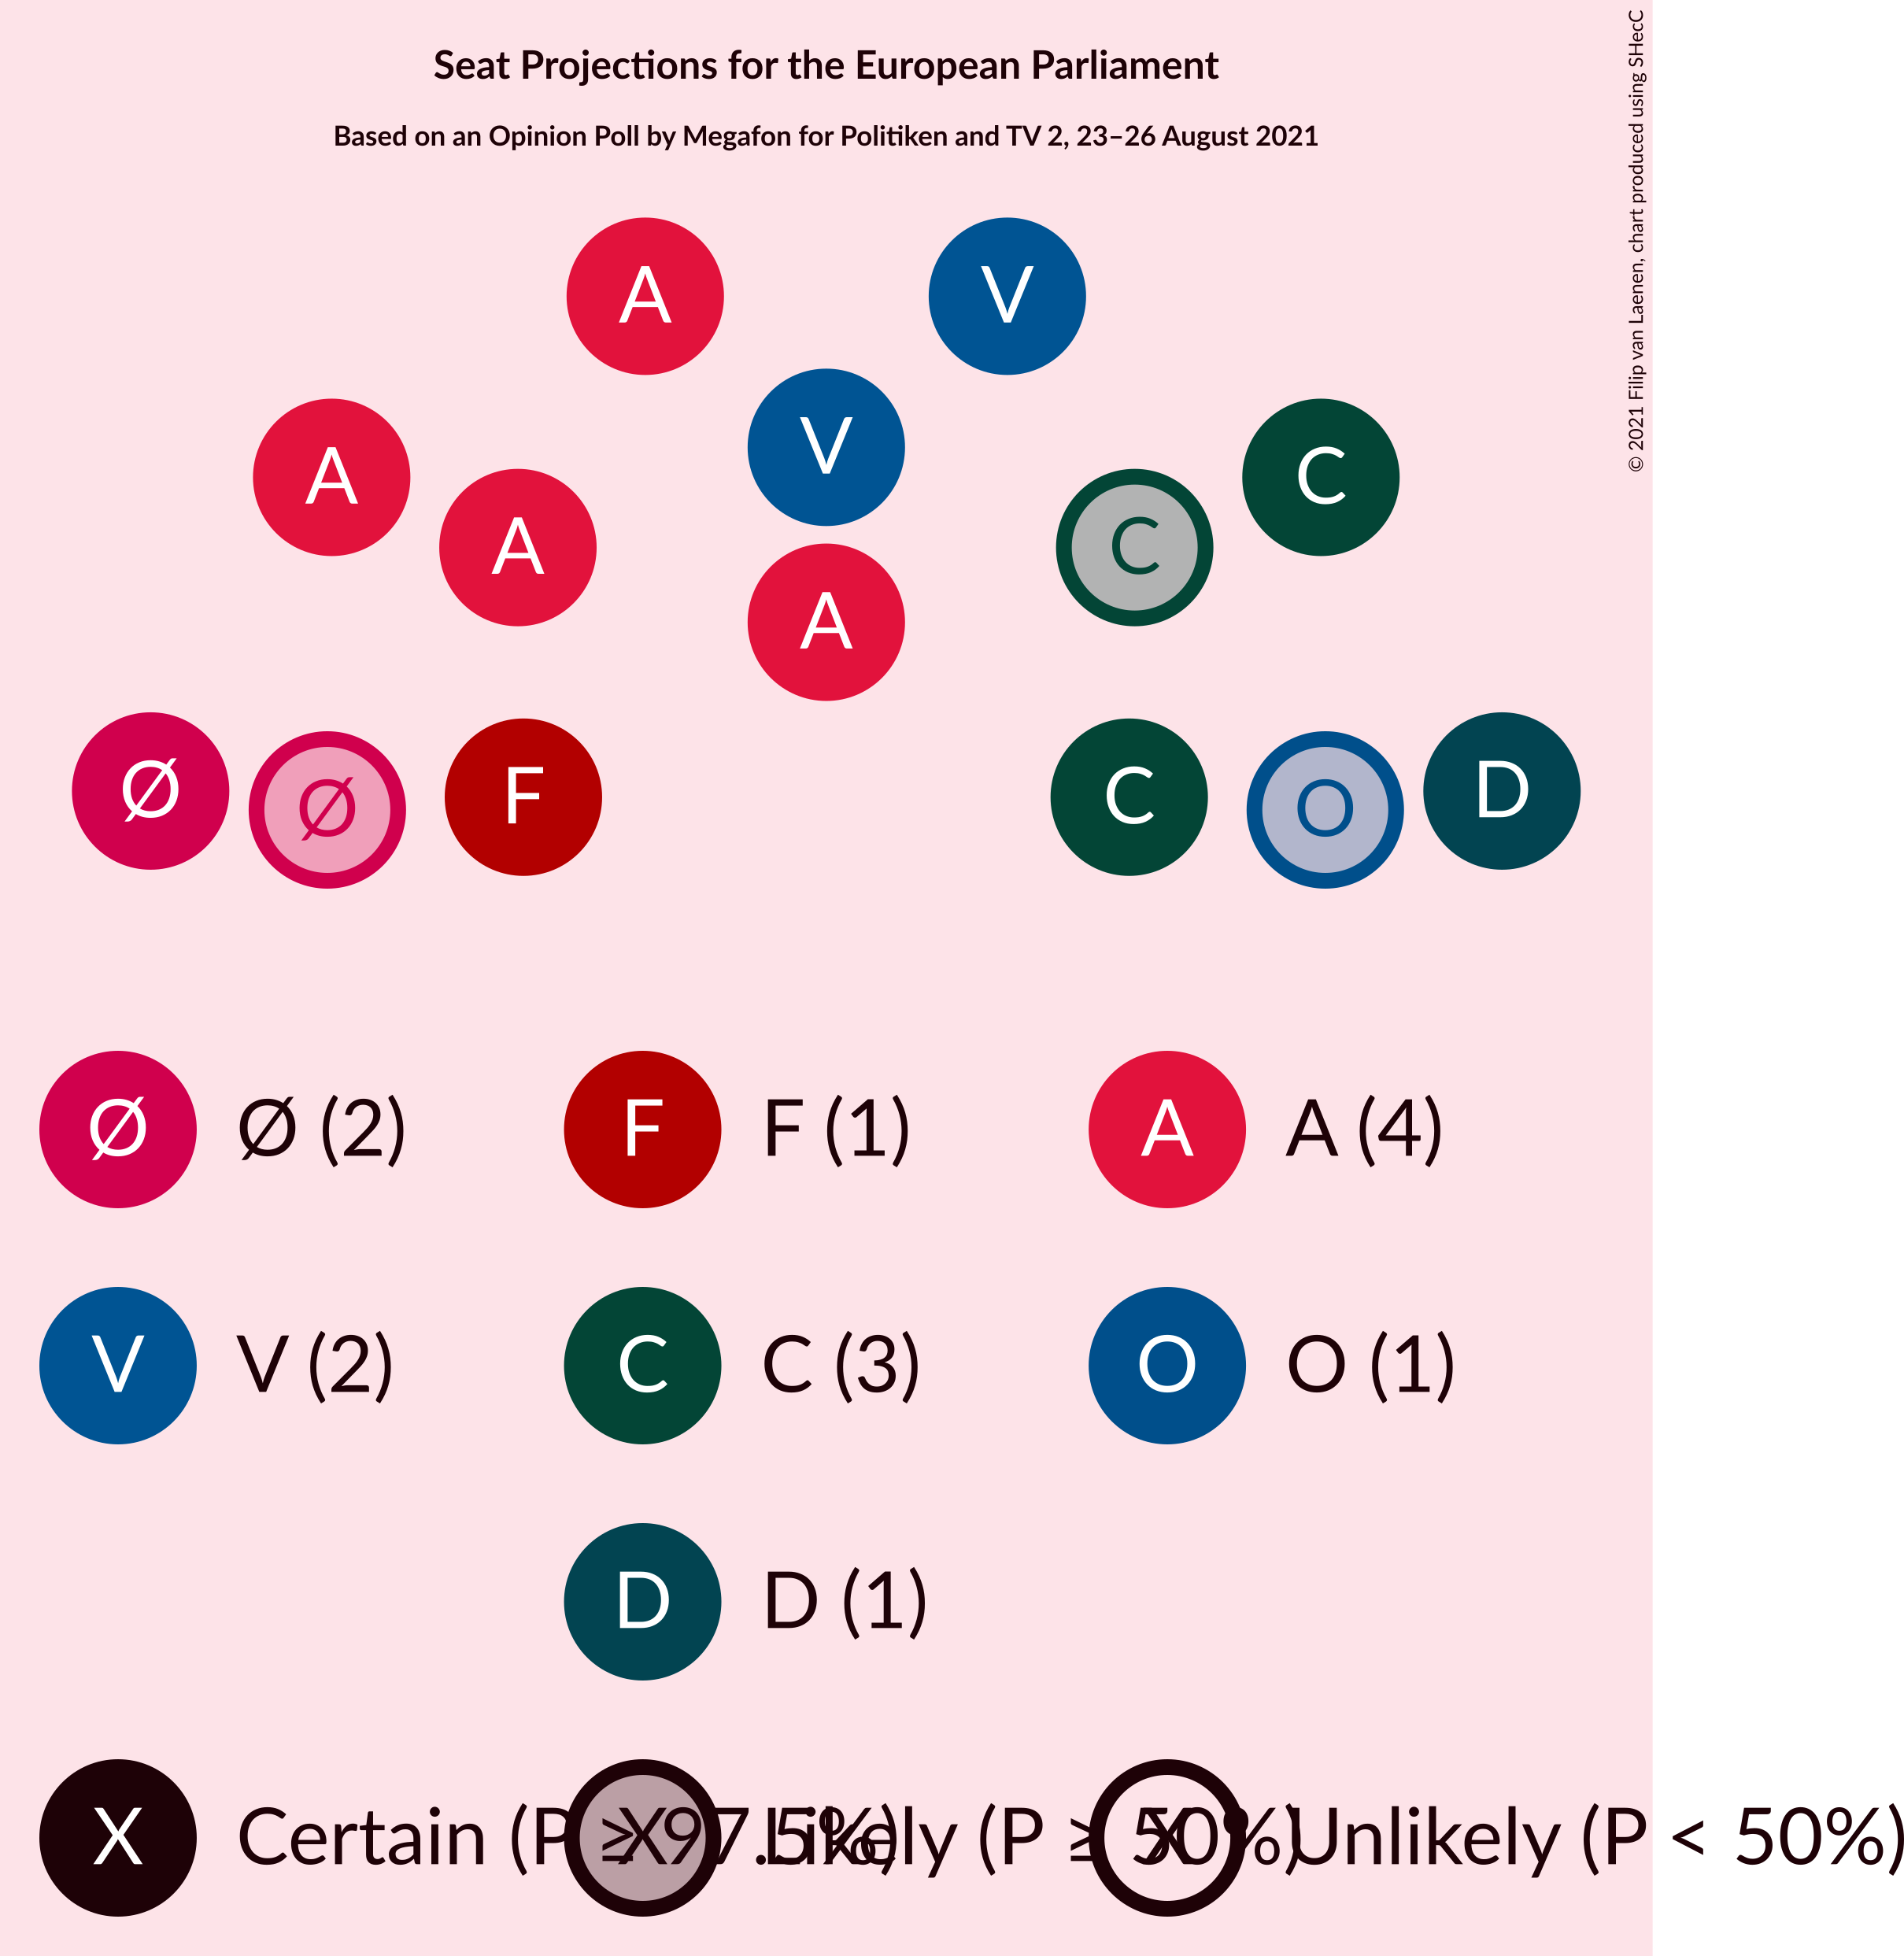 Seat Projections for the European Parliament
Based on an Opinion Poll by Megafon for Politiken and TV 2, 23–26 August 2021
© 2021 Filip van Laenen, chart produced using SHecC
A V
V
A C
A C
A
Ø F C D
Ø O
Ø Ø (2) F F (1) A A (4)
V V (2) C C (3) O O (1)
D D (1)
X Certain (P ≥ 97.5%) X Likely (P ≥ 50%) X Unlikely (P < 50%)